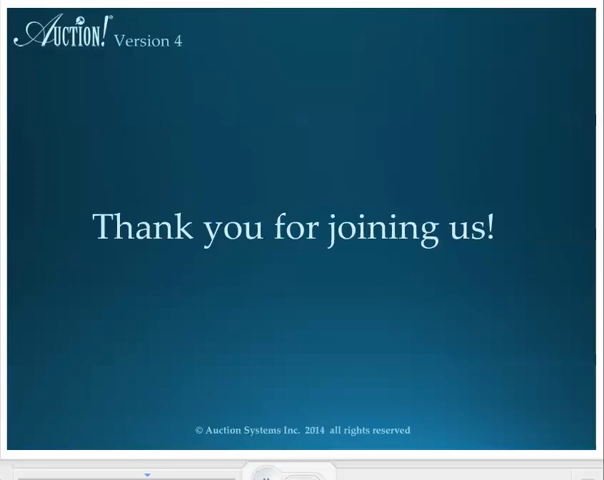 Auction!® Version 4
Thank you for joining us!
© Auction Systems Inc. 2014 all rights reserved